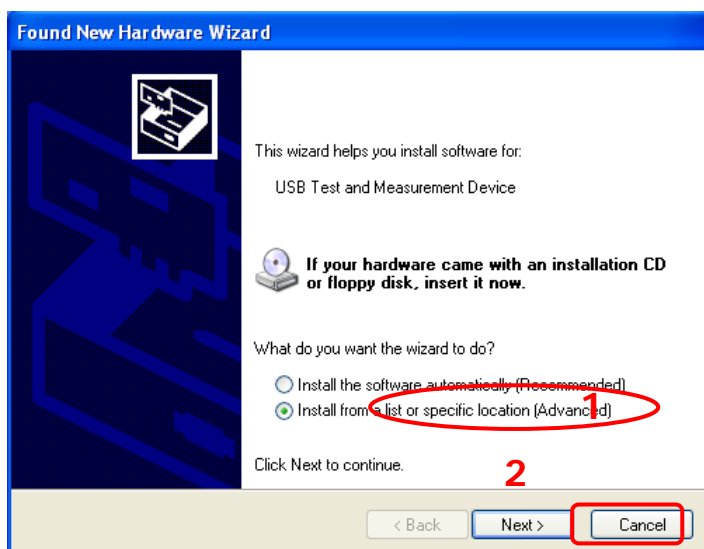 Found New Hardware Wizard
This wizard helps you install software for:
USB Test and Measurement Device
If your hardware came with an installation CD
or floppy disk, insert it now.
What do you want the wizard to do?
Install the software automatically (Recommended)
Install from a list or specific location (Advanced)
1
Click Next to continue.
2
< Back
Next >
Cancel